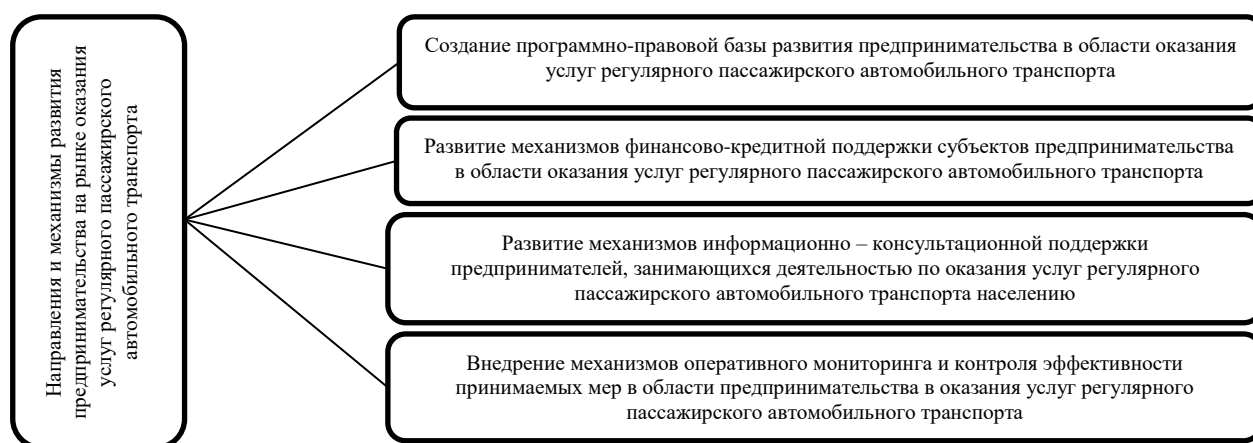 Направления и механизмы развития
предпринимательства на рынке оказания
услуг регулярного пассажирского
автомобильного транспорта
Создание программно-правовой базы развития предпринимательства в области оказания
услуг регулярного пассажирского автомобильного транспорта
Развитие механизмов финансово-кредитной поддержки субъектов предпринимательства
в области оказания услуг регулярного пассажирского автомобильного транспорта
Развитие механизмов информационно – консультационной поддержки
предпринимателей, занимающихся деятельностью по оказания услуг регулярного
пассажирского автомобильного транспорта населению
Внедрение механизмов оперативного мониторинга и контроля эффективности
принимаемых мер в области предпринимательства в оказания услуг регулярного
пассажирского автомобильного транспорта